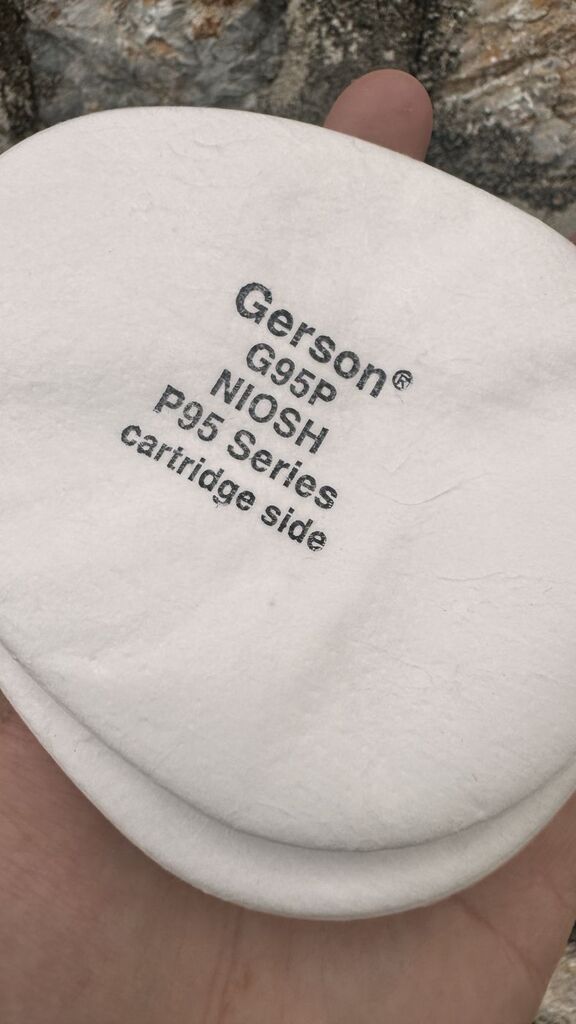 Gerson®
G95P
NIOSH
P95 Series
cartridge side